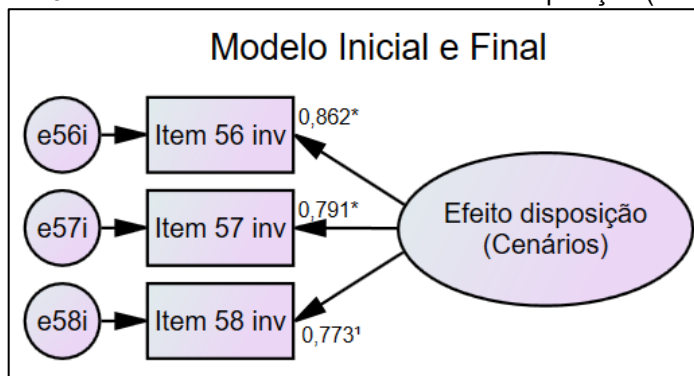 Modelo Inicial e Final
e56i
Item 56 inv
0,862*
e57i
Item 57 inv
0,791*
Efeito disposição
(Cenários)
e58i
Item 58 inv
0,773¹